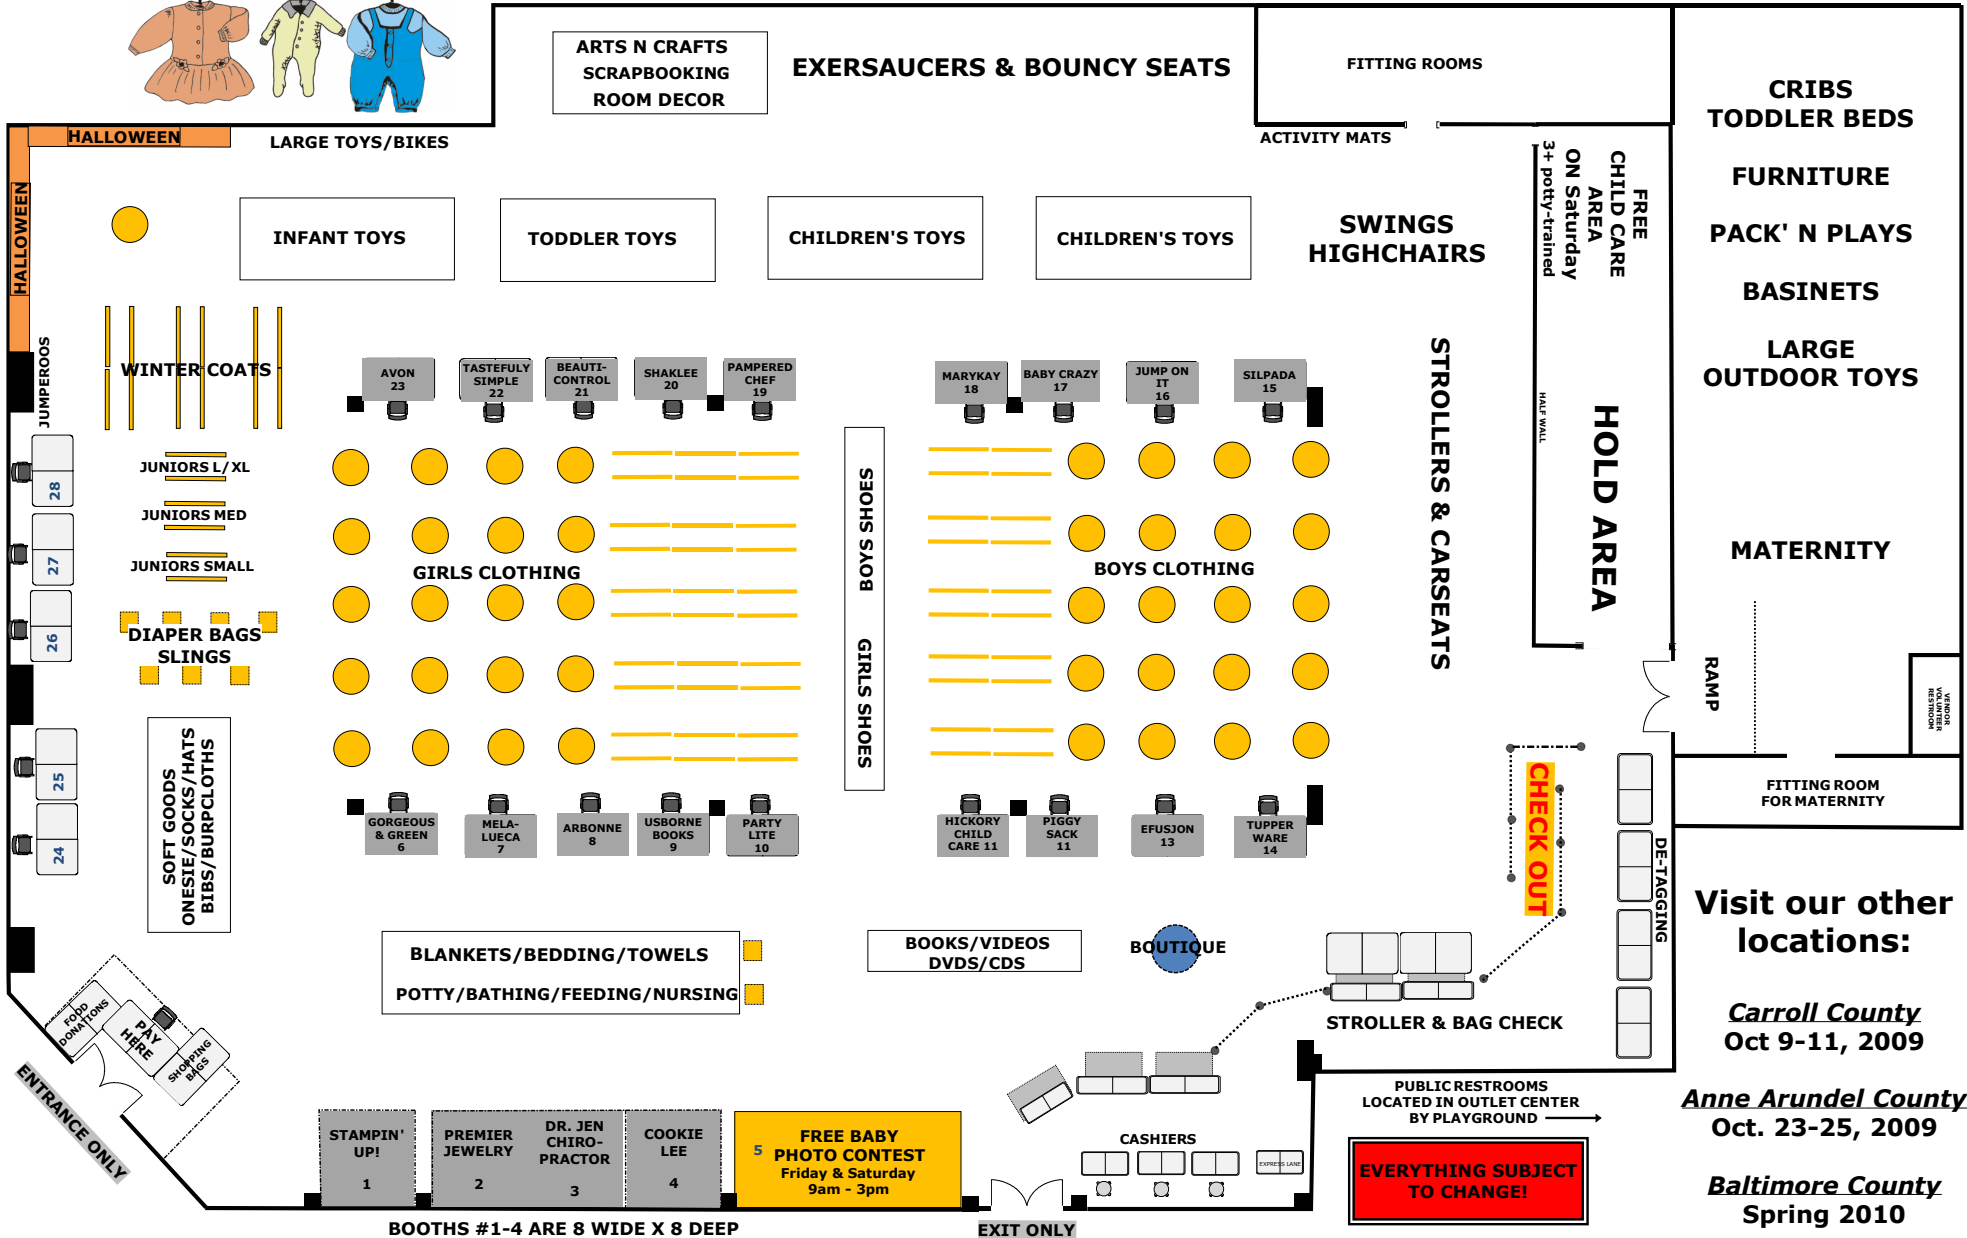 ARTS N CRAFTS
SCRAPBOOKING
ROOM DECOR
EXERSAUCERS & BOUNCY SEATS
FITTING ROOMS
CRIBS
TODDLER BEDS
FURNITURE
PACK' N PLAYS
BASINETS
LARGE
OUTDOOR TOYS
MATERNITY
HALLOWEEN
LARGE TOYS/BIKES
ACTIVITY MATS
HALLOWEEN
INFANT TOYS
TODDLER TOYS
CHILDREN'S TOYS
CHILDREN'S TOYS
SWINGS
HIGHCHAIRS
FREE
CHILD CARE
AREA
ON Saturday
3+ potty-trained
JUMPEROOS
WINTER COATS
AVON
23
TASTEFULY
SIMPLE
22
BEAUTI-
CONTROL
21
SHAKLEE
20
PAMPERED
CHEF
19
MARYKAY
18
BABY CRAZY
17
JUMP ON
IT
16
SILPADA
15
STROLLERS & CARSEATS
HALF WALL
HOLD AREA
28
27
26
25
24
JUNIORS L/XL
JUNIORS MED
JUNIORS SMALL
DIAPER BAGS
SLINGS
GIRLS CLOTHING
BOYS SHOES
GIRLS SHOES
BOYS CLOTHING
RAMP
VENDOR
VOLUNTEER
RESTROOM
FITTING ROOM
FOR MATERNITY
SOFT GOODS
ONESIE/SOCKS/HATS
BIBS/BURPCLOTHS
GORGEOUS
& GREEN
6
MELA-
LUECA
7
ARBONNE
8
USBORNE
BOOKS
9
PARTY
LITE
10
HICKORY
CHILD
CARE 11
PIGGY
SACK
11
EFUSJON
13
TUPPER
WARE
14
CHECK OUT
DE-TAGGING
BLANKETS/BEDDING/TOWELS
POTTY/BATHING/FEEDING/NURSING
BOOKS/VIDEOS
DVDS/CDS
BOUTIQUE
STROLLER & BAG CHECK
FOOD
DONATIONS
PAY
HERE
SHOPPING
BAGS
ENTRANCE ONLY
STAMPIN'
UP!
1
PREMIER
JEWELRY
2
DR. JEN
CHIRO-
PRACTOR
3
COOKIE
LEE
4
5
FREE BABY
PHOTO CONTEST
Friday & Saturday
9am - 3pm
BOOTHS #1-4 ARE 8 WIDE X 8 DEEP
EXIT ONLY
CASHIERS
EXPRESS LANE
PUBLIC RESTROOMS
LOCATED IN OUTLET CENTER
BY PLAYGROUND
EVERYTHING SUBJECT
TO CHANGE!
Visit our other
locations:
Carroll County
Oct 9-11, 2009
Anne Arundel County
Oct. 23-25, 2009
Baltimore County
Spring 2010